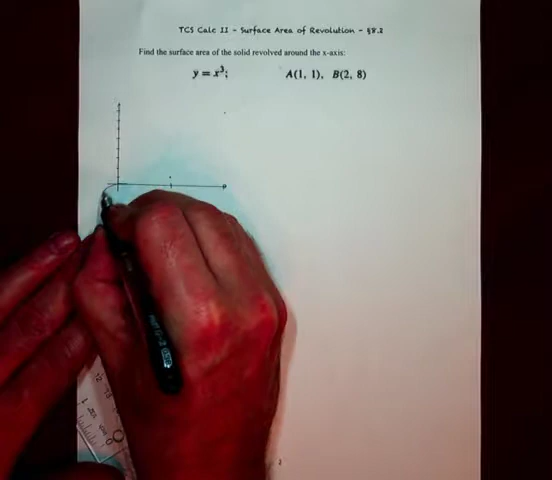 TCS Calc II - Surface Area of Revolution - §8.2
Find the surface area of the solid revolved around the x-axis:
y = x³; A(1, 1), B(2, 8)